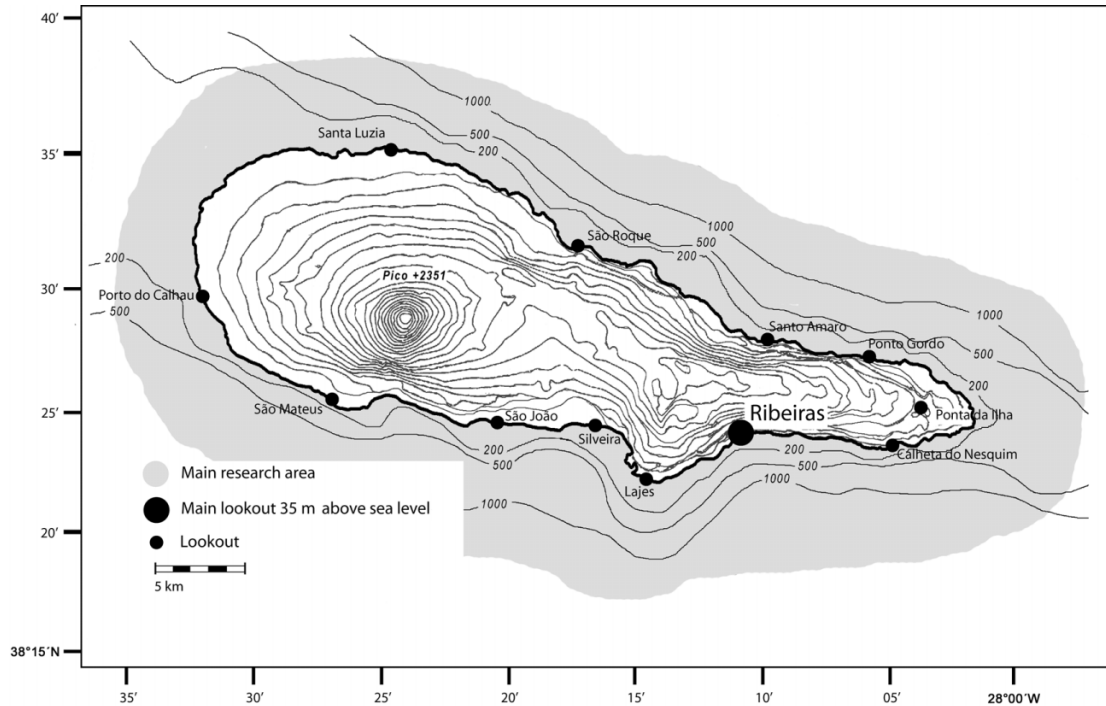 40′
1000
500
200
Santa Luzia
35′
São Roque
1000
500
200
200
Pico +2351
30′
Porto do Calhau
500
1000
Santo Amaro
500
Ponto Gordo
200
25′
São Mateus
São João
Ribeiras
Ponta da Ilha
Silveira
200
Calheta do Nesquim
200
500
500
1000
Lajes
1000
Main research area
Main lookout 35 m above sea level
Lookout
20′
5 km
38°15′N
35′
30′
25′
20′
15′
10′
05′
28°00′W